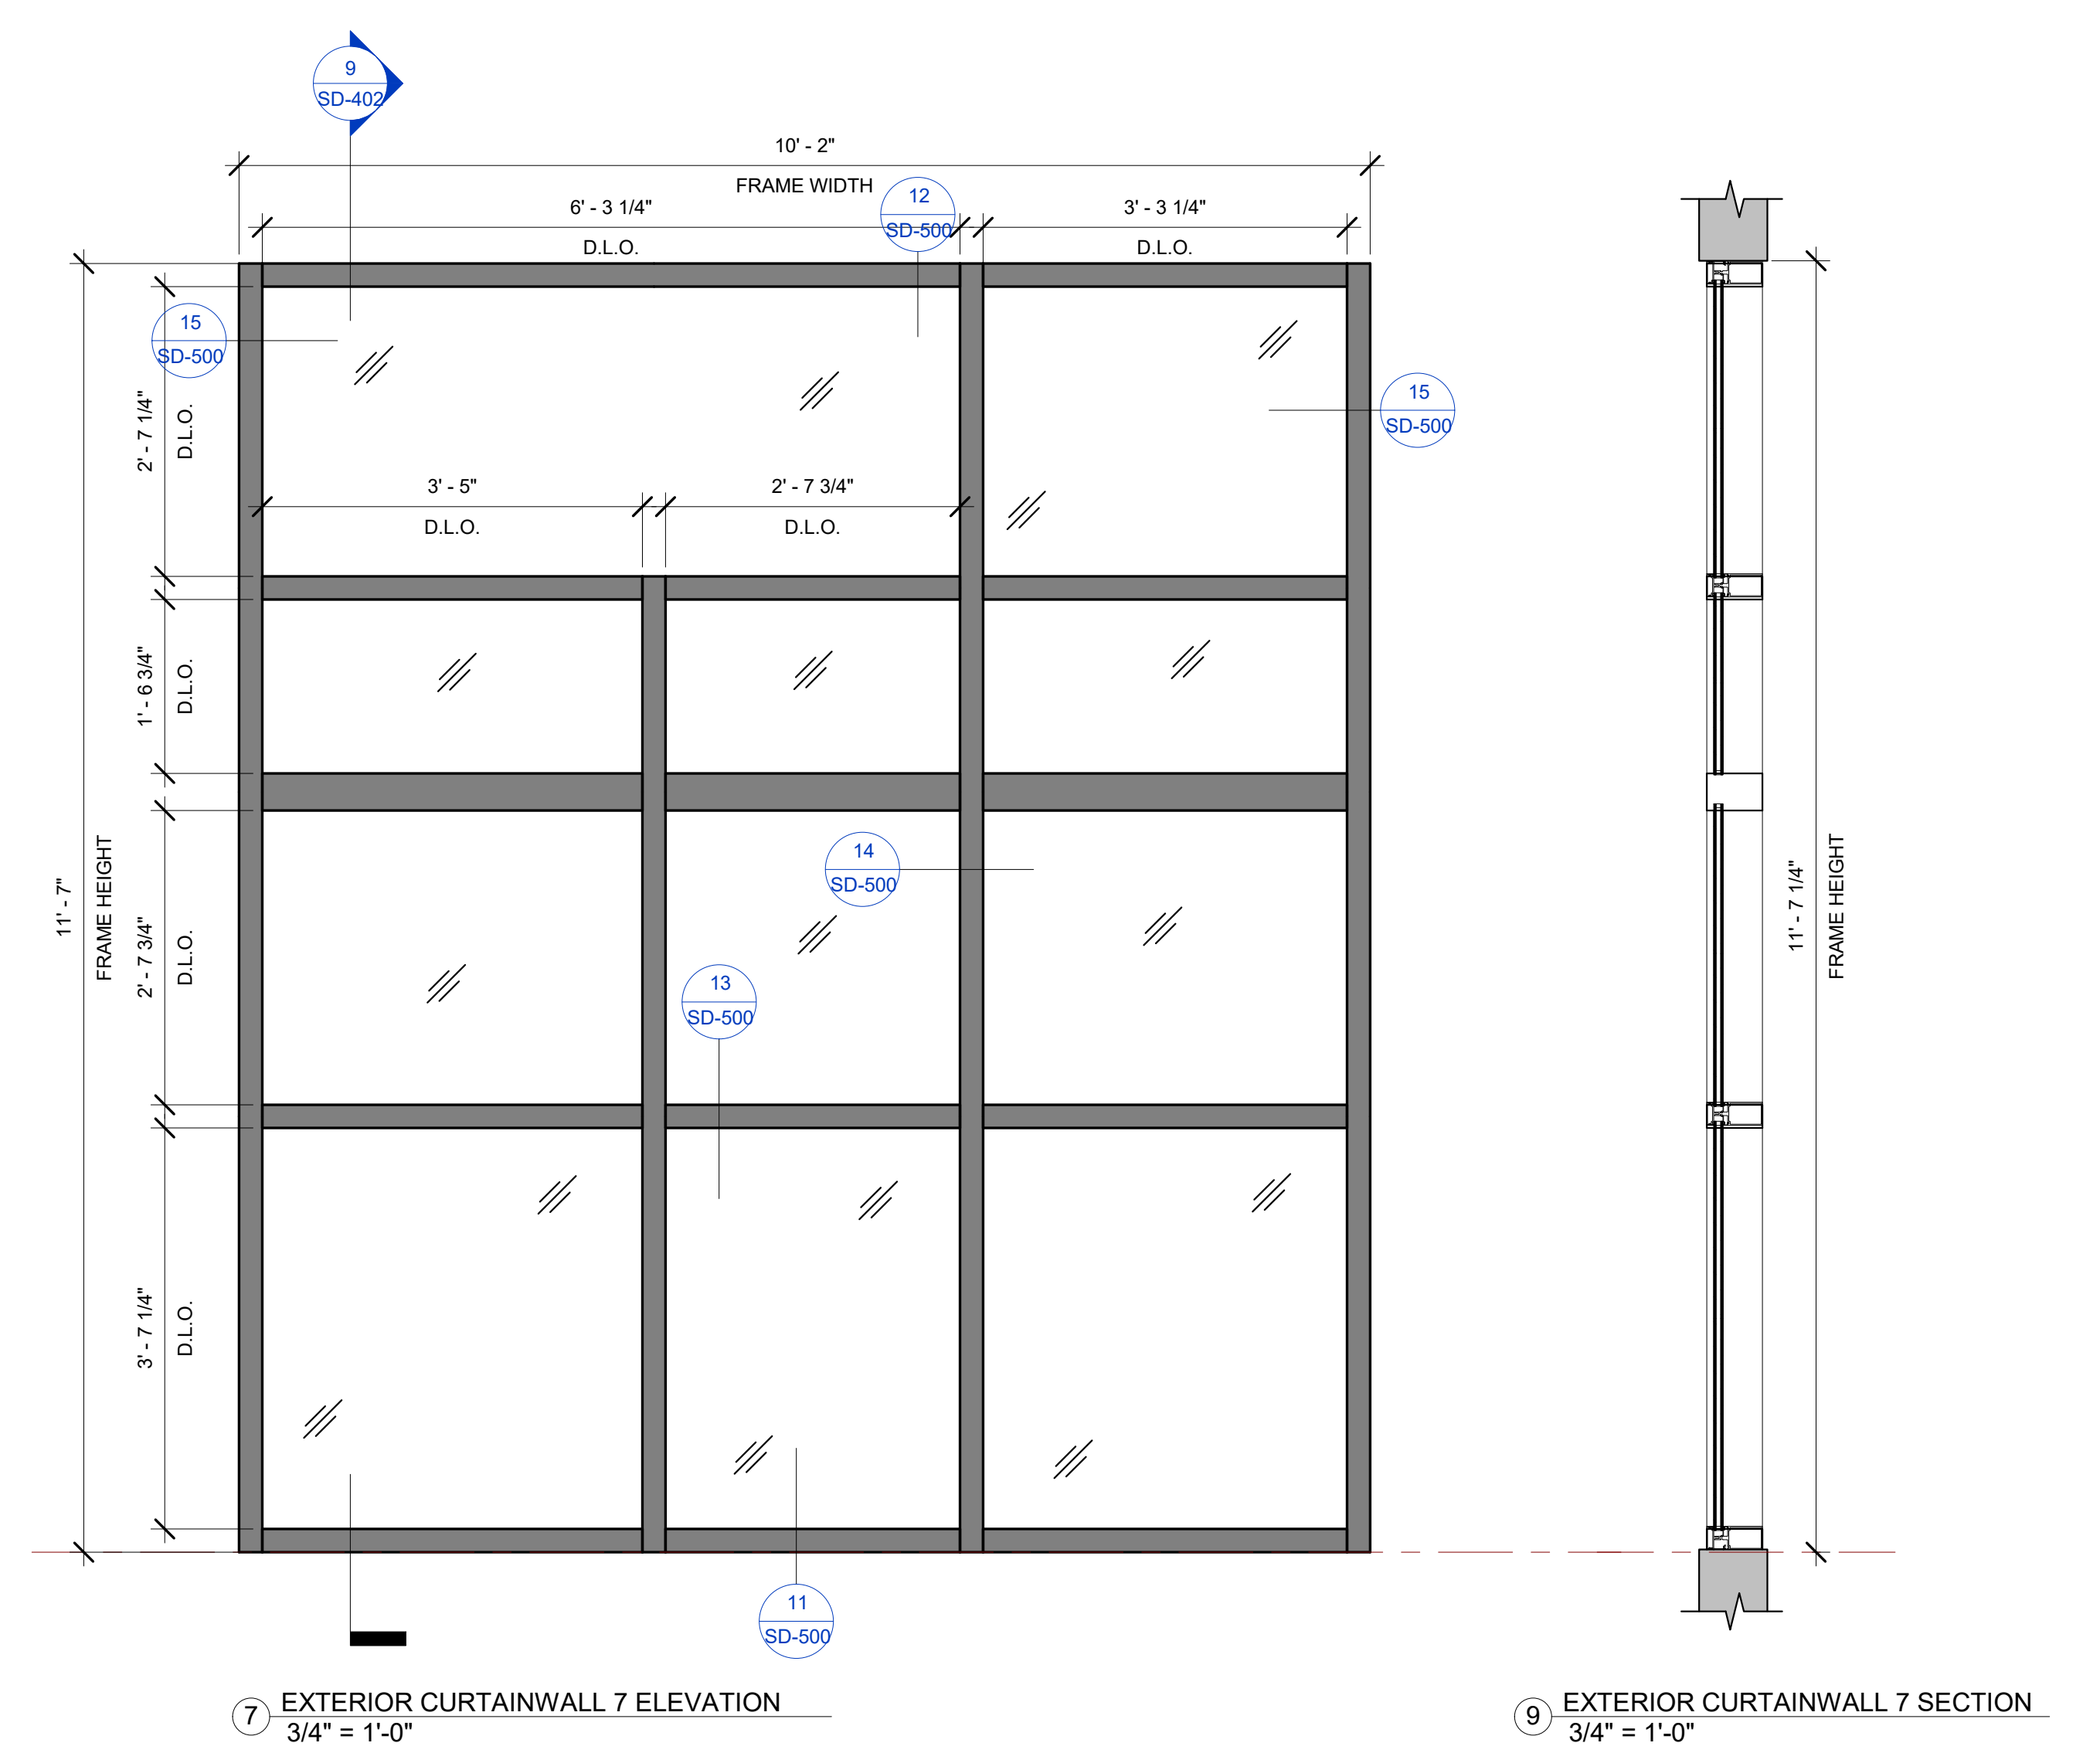 9
SD-402
10' - 2"
FRAME WIDTH
6' - 3 1/4"
D.L.O.
12
SD-500
3' - 3 1/4"
D.L.O.
15
SD-500
15
SD-500
2' - 7 1/4"
D.L.O.
3' - 5"
D.L.O.
2' - 7 3/4"
D.L.O.
1' - 6 3/4"
D.L.O.
14
SD-500
11' - 7"
FRAME HEIGHT
2' - 7 3/4"
D.L.O.
13
SD-500
11' - 7 1/4"
FRAME HEIGHT
3' - 7 1/4"
D.L.O.
11
SD-500
7
EXTERIOR CURTAINWALL 7 ELEVATION
3/4" = 1'-0"
9
EXTERIOR CURTAINWALL 7 SECTION
3/4" = 1'-0"